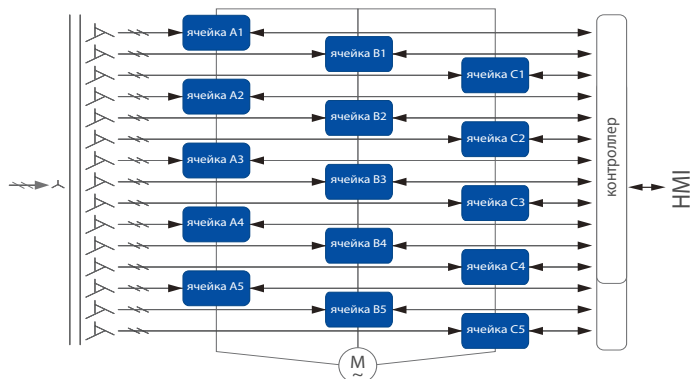 ячейка A1
ячейка B1
ячейка C1
ячейка A2
ячейка B2
ячейка C2
ячейка A3
ячейка B3
ячейка C3
ячейка A4
ячейка B4
ячейка C4
ячейка A5
ячейка B5
ячейка C5
контроллер
HMI
M
~